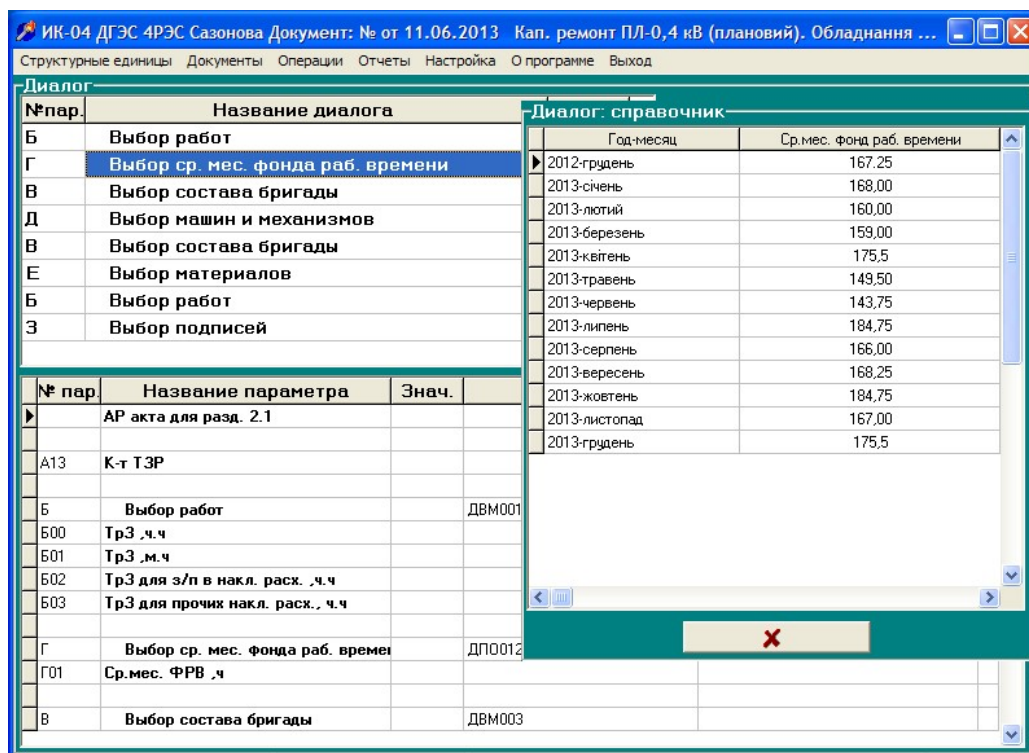 ИК-04 ДГЭС 4РЭС Сазонова Документ: № от 11.06.2013 Кап. ремонт ПЛ-0,4 кВ (плановий). Обладнання ...
Структурные единицы Документы Операции Отчеты Настройка О программе Выход
Диалог
№пар. Название диалога
Б Выбор работ
Г Выбор ср. мес. фонда раб. времени
В Выбор состава бригады
Д Выбор машин и механизмов
В Выбор состава бригады
Е Выбор материалов
Б Выбор работ
З Выбор подписей
Диалог: справочник
Год-месяц Ср.мес. фонд раб. времени
2012-грудень 167.25
2013-січень 168,00
2013-лютий 160,00
2013-березень 159,00
2013-квітень 175,5
2013-травень 149,50
2013-червень 143,75
2013-липень 184,75
2013-серпень 166,00
2013-вересень 168,25
2013-жовтень 184,75
2013-листопад 167,00
2013-грудень 175,5
№ пар. Название параметра Знач.
АР акта для разд. 2.1
А13 К-т ТЗР
Б Выбор работ ДВМ001
Б00 ТрЗ ,ч.ч
Б01 ТрЗ ,м.ч
Б02 ТрЗ для з/п в накл. расх. ,ч.ч
Б03 ТрЗ для прочих накл. расх., ч.ч
Г Выбор ср. мес. фонда раб. време ДПО012
Г01 Ср.мес. ФРВ ,ч
В Выбор состава бригады ДВМ003